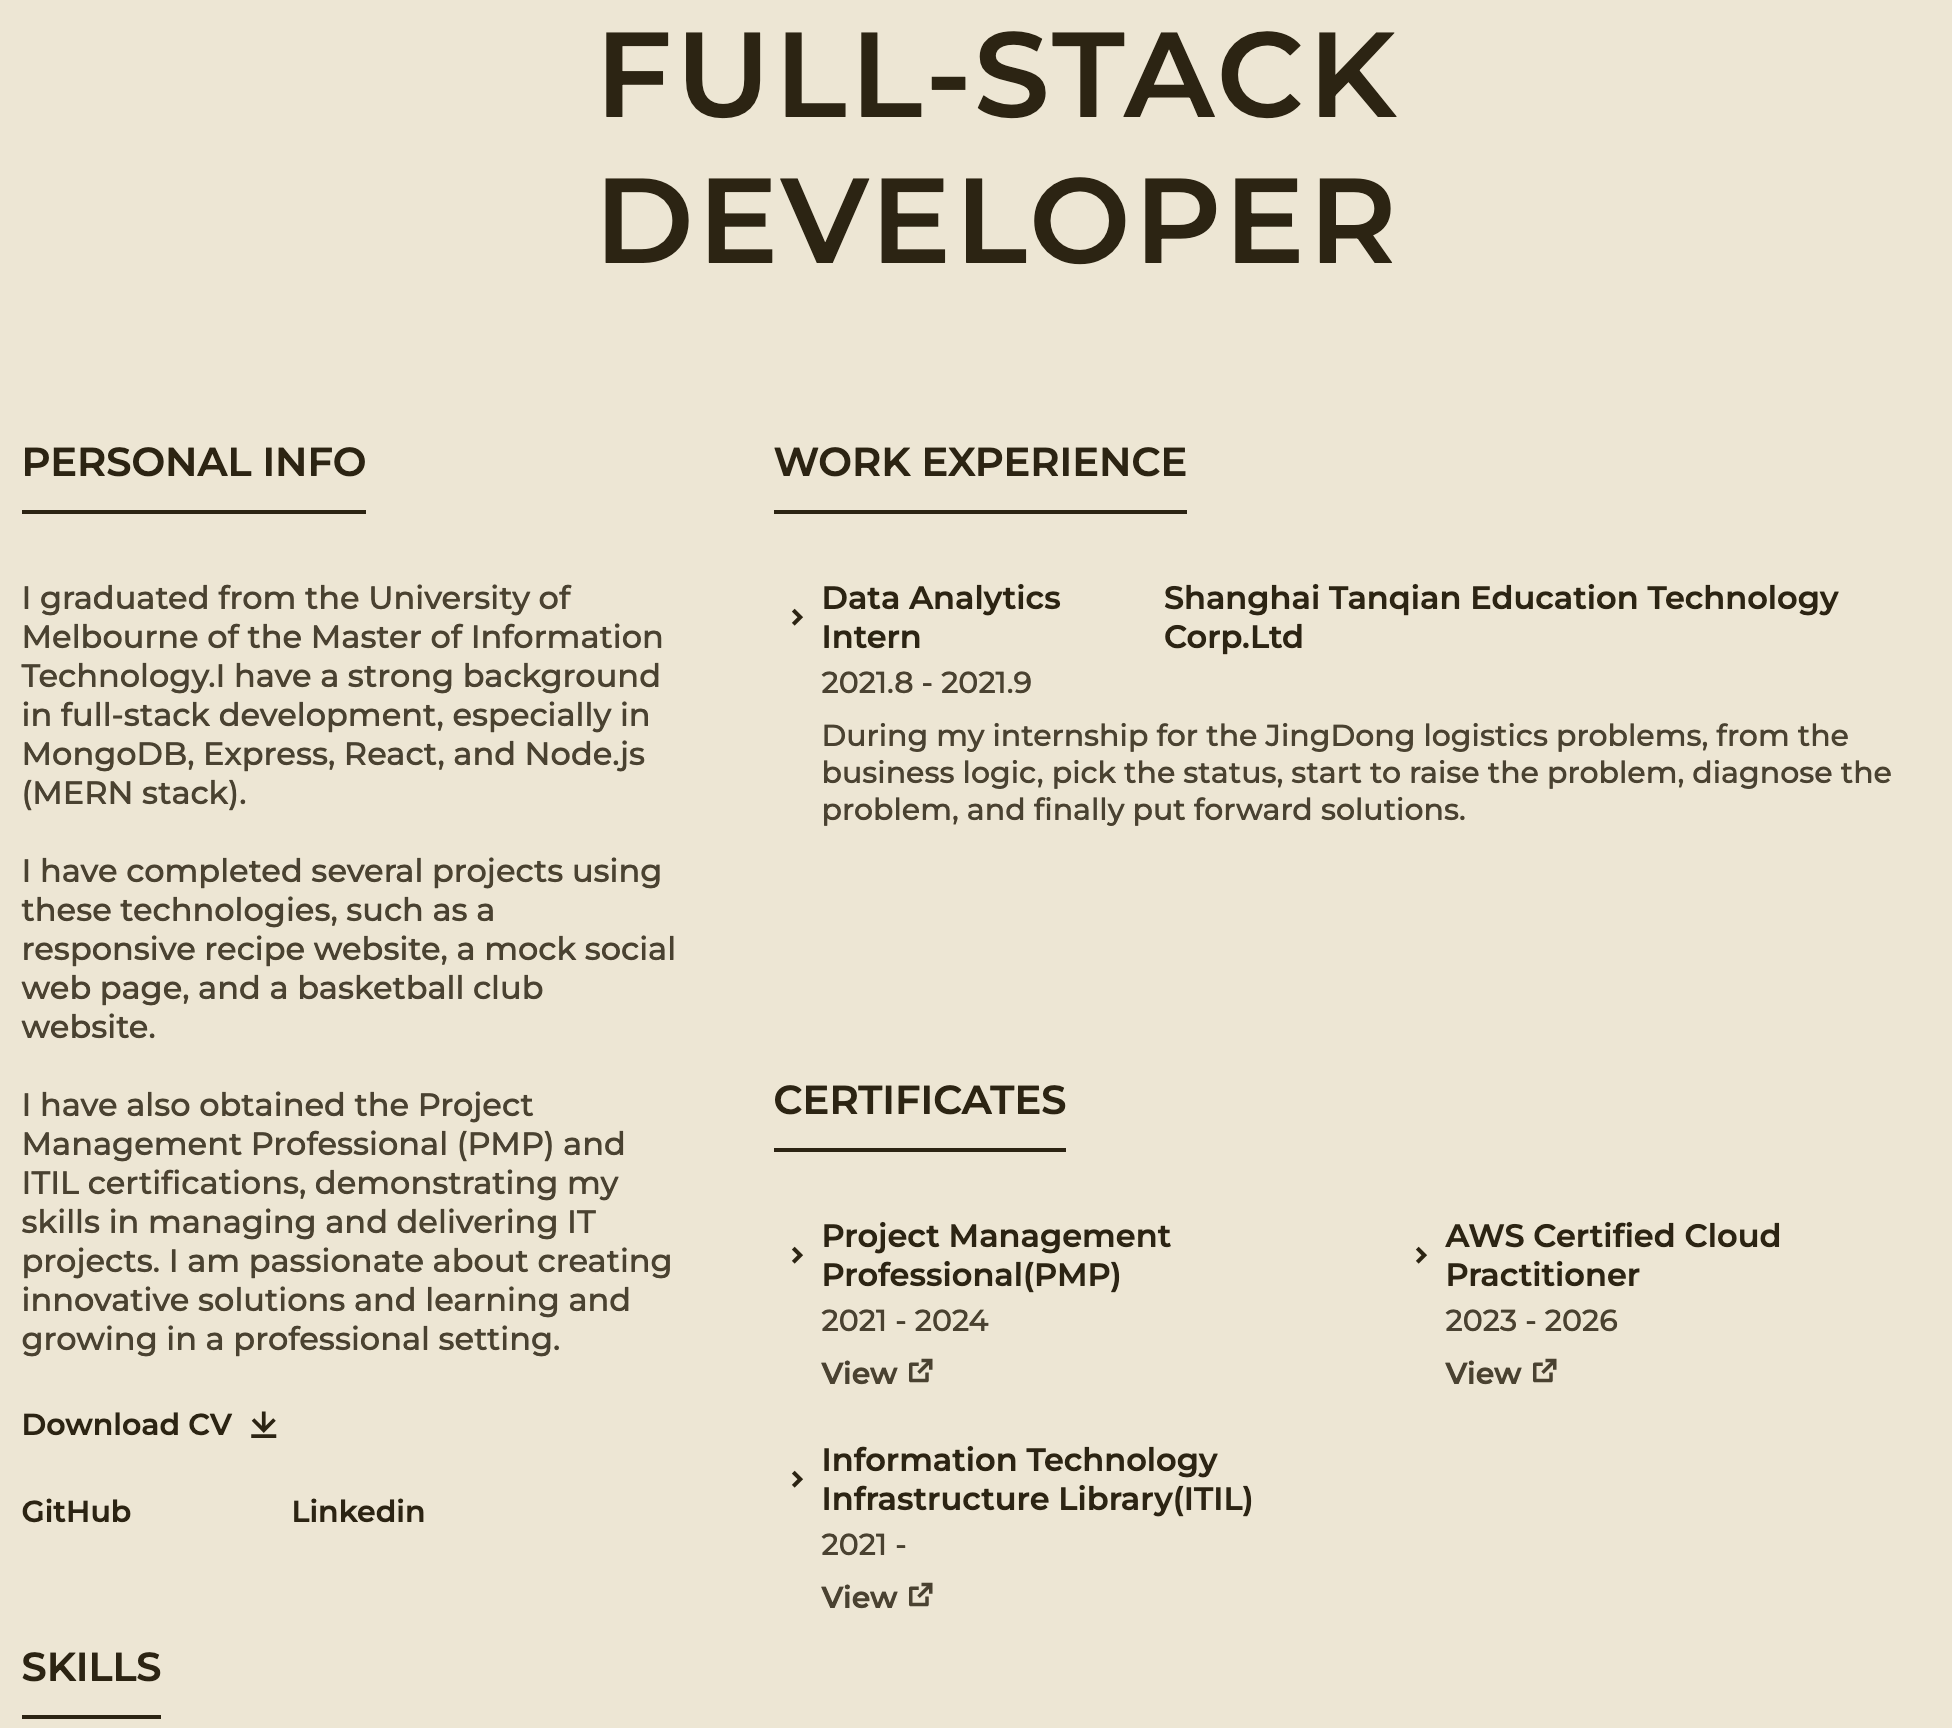 FULL-STACK
DEVELOPER
PERSONAL INFO
I graduated from the University of
Melbourne of the Master of Information
Technology.I have a strong background
in full-stack development, especially in
MongoDB, Express, React, and Node.js
(MERN stack).
I have completed several projects using
these technologies, such as a
responsive recipe website, a mock social
web page, and a basketball club
website.
I have also obtained the Project
Management Professional (PMP) and
ITIL certifications, demonstrating my
skills in managing and delivering IT
projects. I am passionate about creating
innovative solutions and learning and
growing in a professional setting.
Download CV
GitHub Linkedin
SKILLS
WORK EXPERIENCE
Data Analytics
Intern
Shanghai Tanqian Education Technology
Corp.Ltd
2021.8 - 2021.9
During my internship for the JingDong logistics problems, from the
business logic, pick the status, start to raise the problem, diagnose the
problem, and finally put forward solutions.
CERTIFICATES
Project Management
Professional(PMP)
2021 - 2024
View
AWS Certified Cloud
Practitioner
2023 - 2026
View
Information Technology
Infrastructure Library(ITIL)
2021 -
View